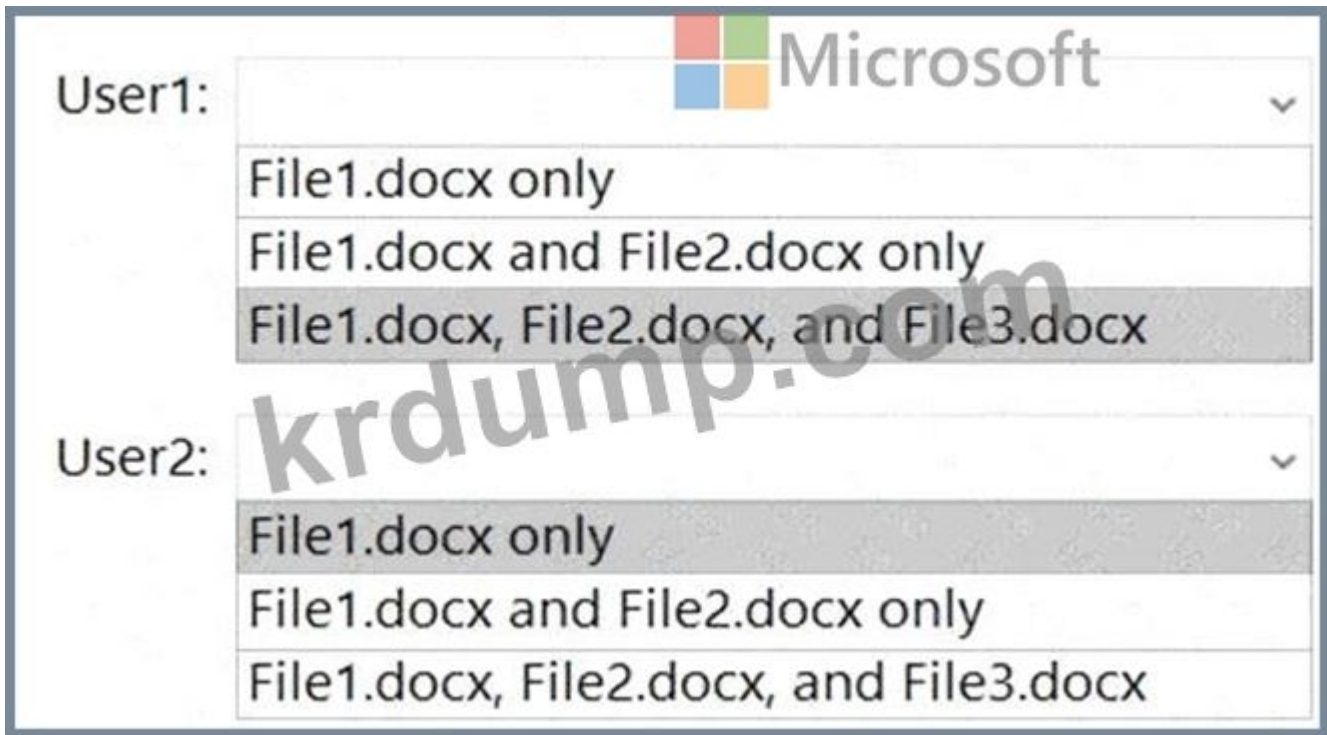 Microsoft
User1:
File1.docx only
File1.docx and File2.docx only
File1.docx, File2.docx, and File3.docx
krdump.com
User2:
File1.docx only
File1.docx and File2.docx only
File1.docx, File2.docx, and File3.docx